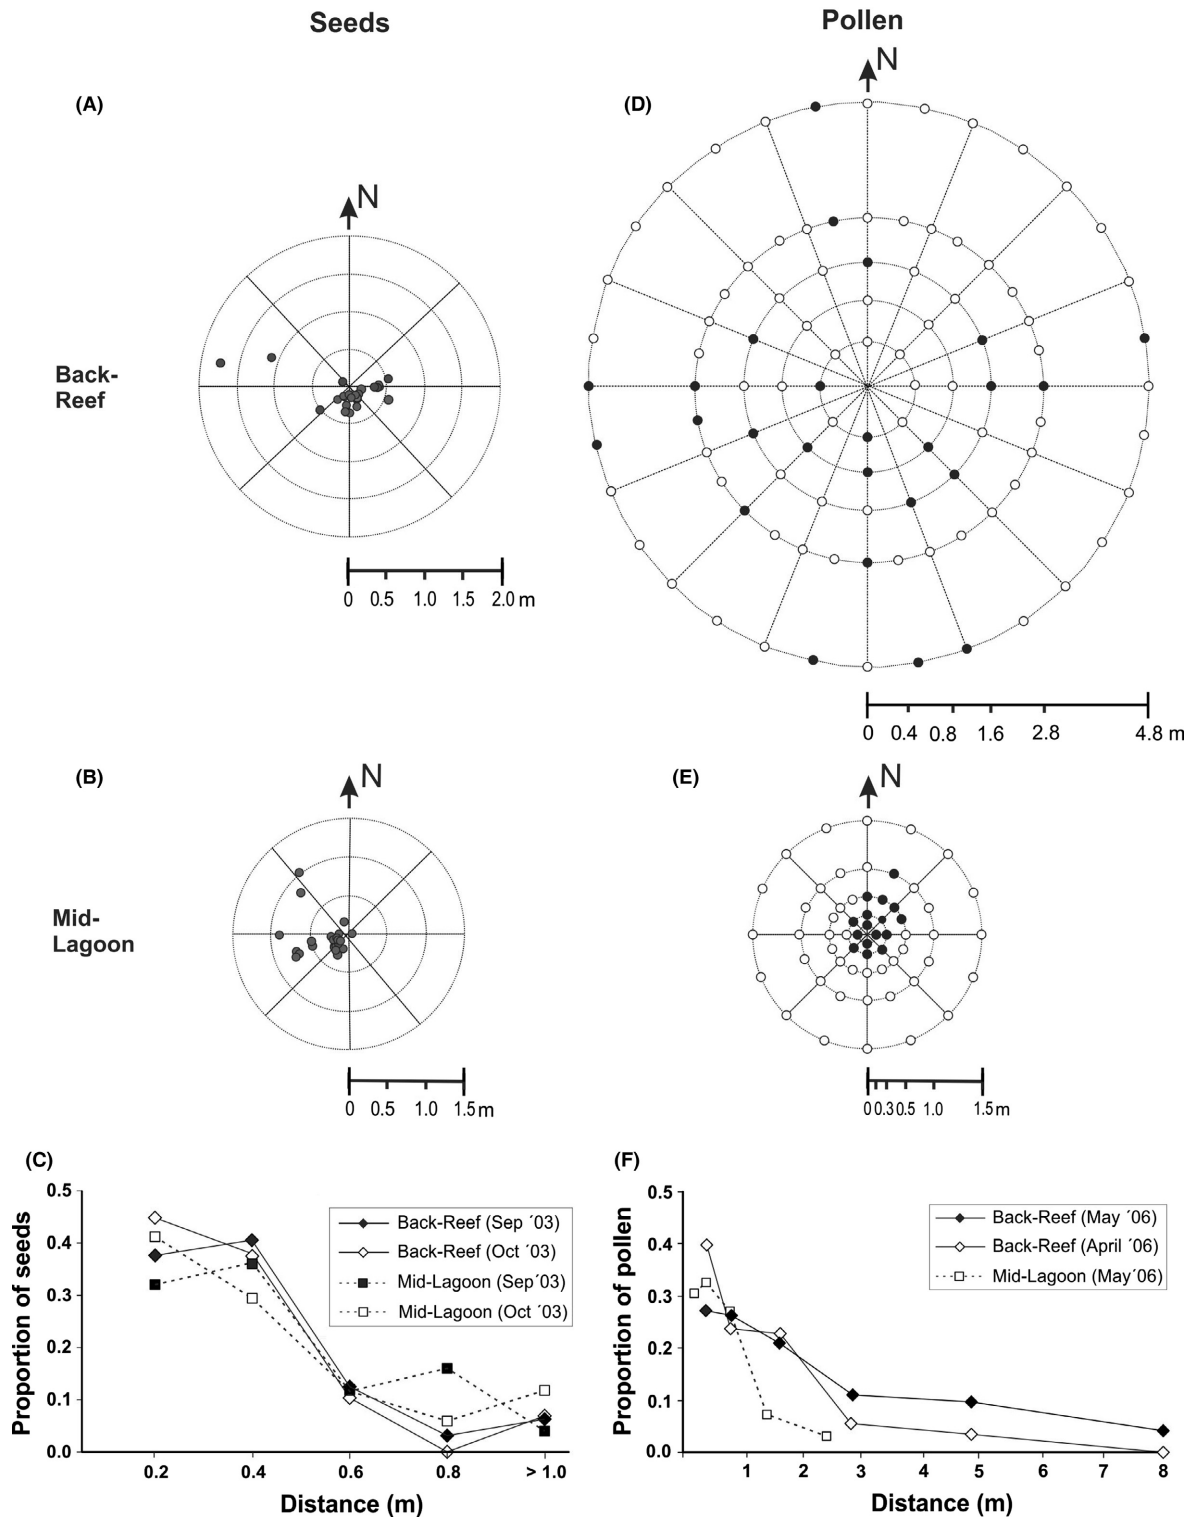 Seeds
Pollen
(A)
(D)
N
N
Back-
Reef
0 0.5 1.0 1.5 2.0 m
0 0.4 0.8 1.6 2.8 4.8 m
(B)
(E)
N
N
Mid-
Lagoon
0 0.5 1.0 1.5 m
0 0.3 0.5 1.0 1.5 m
(C)
Proportion of seeds
0.5
0.4
0.3
0.2
0.1
0.0
Back-Reef (Sep ´03)
Back-Reef (Oct ´03)
Mid-Lagoon (Sep´03)
Mid-Lagoon (Oct ´03)
0.2 0.4 0.6 0.8 > 1.0
Distance (m)
(F)
Proportion of pollen
0.5
0.4
0.3
0.2
0.1
0.0
Back-Reef (May ´06)
Back-Reef (April ´06)
Mid-Lagoon (May´06)
1 2 3 4 5 6 7 8
Distance (m)